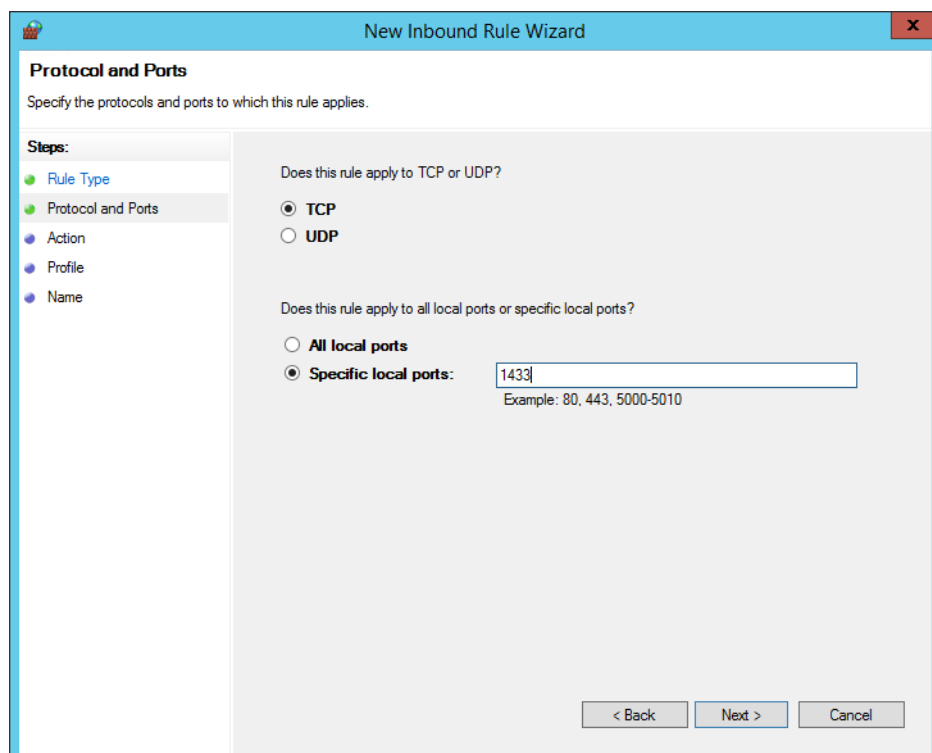 New Inbound Rule Wizard
x
Protocol and Ports
Specify the protocols and ports to which this rule applies.
Steps:
Rule Type
Protocol and Ports
Action
Profile
Name
Does this rule apply to TCP or UDP?
TCP
UDP
Does this rule apply to all local ports or specific local ports?
All local ports
Specific local ports: 1433
Example: 80, 443, 5000-5010
< Back Next > Cancel